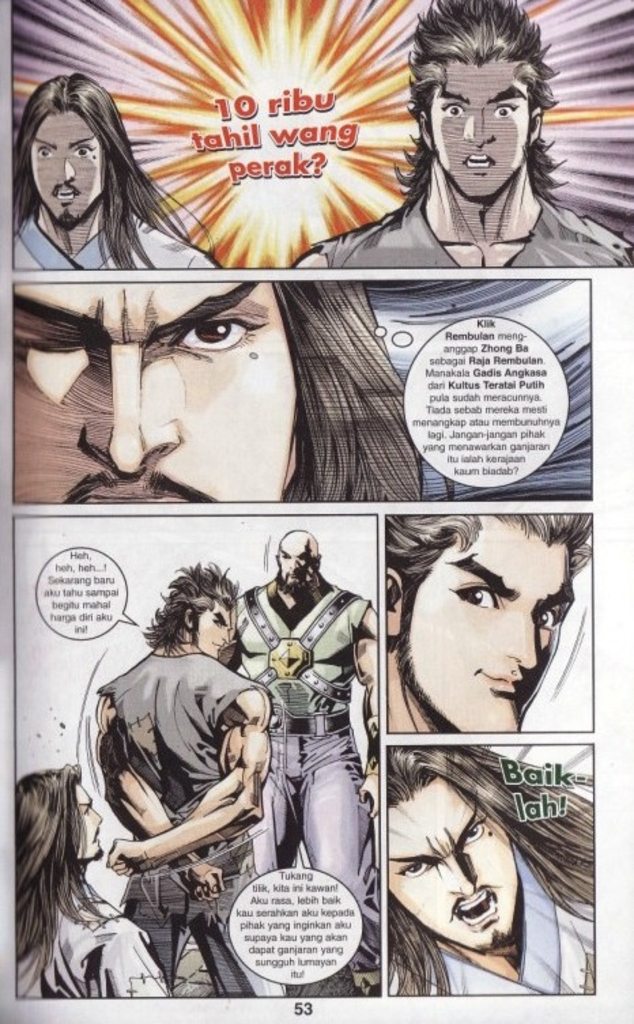 10 ribu
tahil wang
perak?
Klik
Rembulan meng-
anggap Zhong Ba
sebagai Raja Rembulan.
Manakala Gadis Angkasa
dari Kultus Teratai Putih
pula sudah meracunnya.
Tiada sebab mereka mesti
menangkap atau membunuhnya
lagi. Jangan-jangan pihak
yang menawarkan ganjaran
itu ialah kerajaan
kaum biadab?
Heh,
heh, heh...!
Sekarang baru
aku tahu sampai
begitu mahal
harga diri aku
ini!
Tukang
tilik, kita ini kawan!
Aku rasa, lebih baik
kau serahkan aku kepada
pihak yang inginkan aku
supaya kau yang akan
dapat ganjaran yang
sungguh lumayan
itu!
Baik-
lah!
53